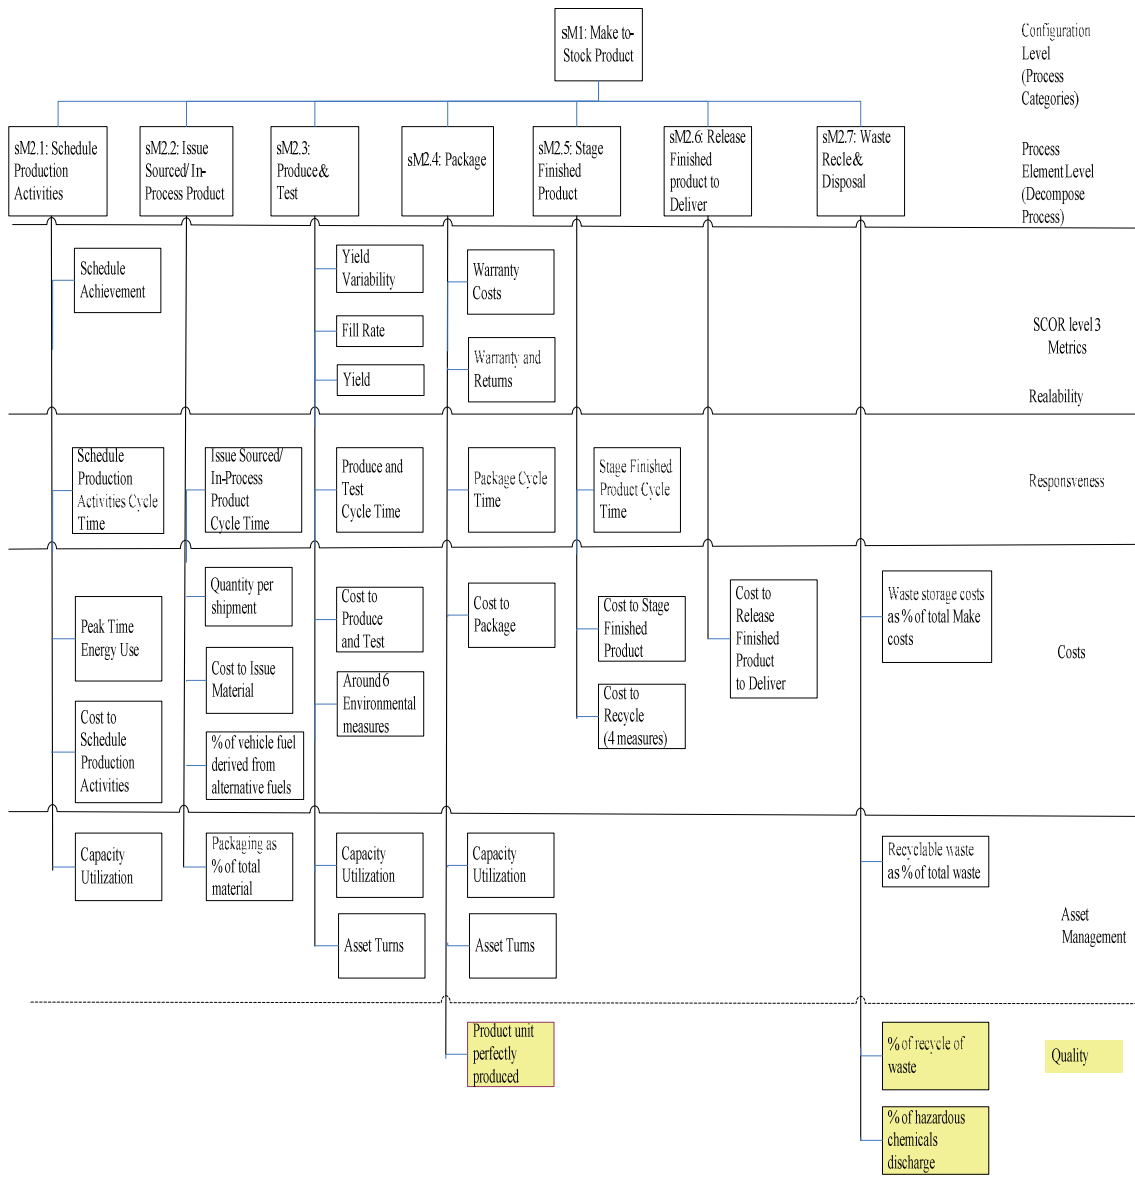 sM1: Make to-
Stock Product
Configuration
Level
(Process
Categories)
sM2.1: Schedule
Production
Activities
sM2.2: Issue
Sourced/ In-
Process Product
sM2.3:
Produce &
Test
sM2.4: Package
sM2.5: Stage
Finished
Product
sM2.6: Release
Finished
product to
Deliver
sM2.7: Waste
Recle &
Disposal
Process
Element Level
(Decompose
Process)
Schedule
Achievement
Yield
Variability
Fill Rate
Yield
Warranty
Costs
Warranty and
Returns
SCOR level 3
Metrics
Realability
Schedule
Production
Activities Cycle
Time
Issue Sourced/
In-Process
Product
Cycle Time
Produce and
Test
Cycle Time
Package Cycle
Time
Stage Finished
Product Cycle
Time
Responsveness
Peak Time
Energy Use
Cost to
Schedule
Production
Activities
Quantity per
shipment
Cost to Issue
Material
% of vehicle fuel
derived from
alternative fuels
Cost to
Produce
and Test
Around 6
Environmental
measures
Cost to
Package
Cost to Stage
Finished
Product
Cost to
Recycle
(4 measures)
Cost to
Release
Finished
Product
to Deliver
Waste storage costs
as % of total Make
costs
Costs
Capacity
Utilization
Packaging as
% of total
material
Capacity
Utilization
Asset Turns
Capacity
Utilization
Asset Turns
Recyclable waste
as % of total waste
Asset
Management
Product unit
perfectly
produced
% of recycle of
waste
% of hazardous
chemicals
discharge
Quality